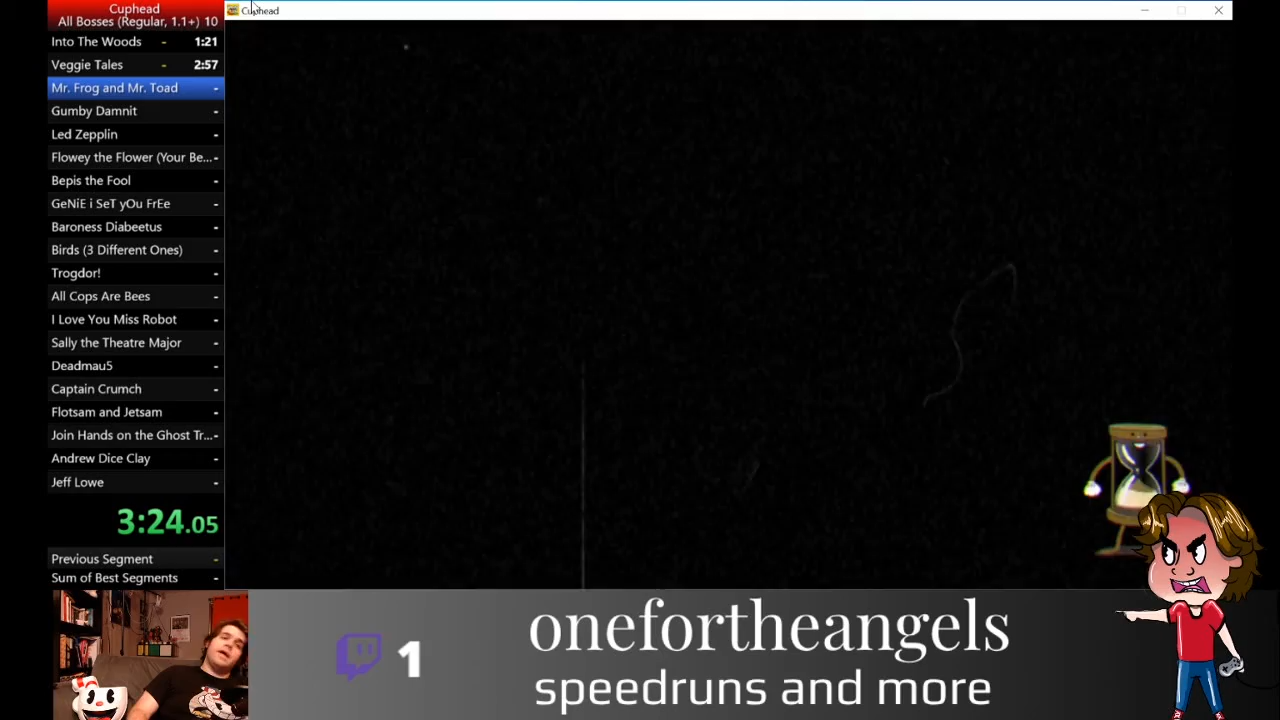 Cuphead
All Bosses (Regular, 1.1+) 10
Cuphead
Into The Woods - 1:21
Veggie Tales - 2:57
Mr. Frog and Mr. Toad -
Gumby Damnit -
Led Zepplin -
Flowey the Flower (Your Be... -
Bepis the Fool -
GeNiE i SeT yOu FrEe -
Baroness Diabeetus -
Birds (3 Different Ones) -
Trogdor! -
All Cops Are Bees -
I Love You Miss Robot -
Sally the Theatre Major -
Deadmau5 -
Captain Crumch -
Flotsam and Jetsam -
Join Hands on the Ghost Tr... -
Andrew Dice Clay -
Jeff Lowe -
3:24.05
Previous Segment -
Sum of Best Segments -
1
onefortheangels
speedruns and more